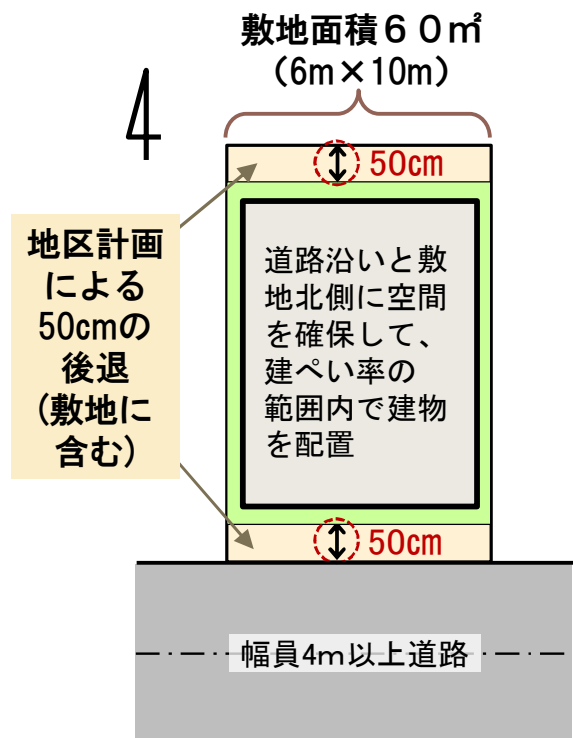 敷地面積60㎡
（6m×10m）
50cm
地区計画
による
50cmの
後退
(敷地に
含む)
道路沿いと敷
地北側に空間
を確保して、
建ぺい率の
範囲内で建物
を配置
50cm
幅員4m以上道路